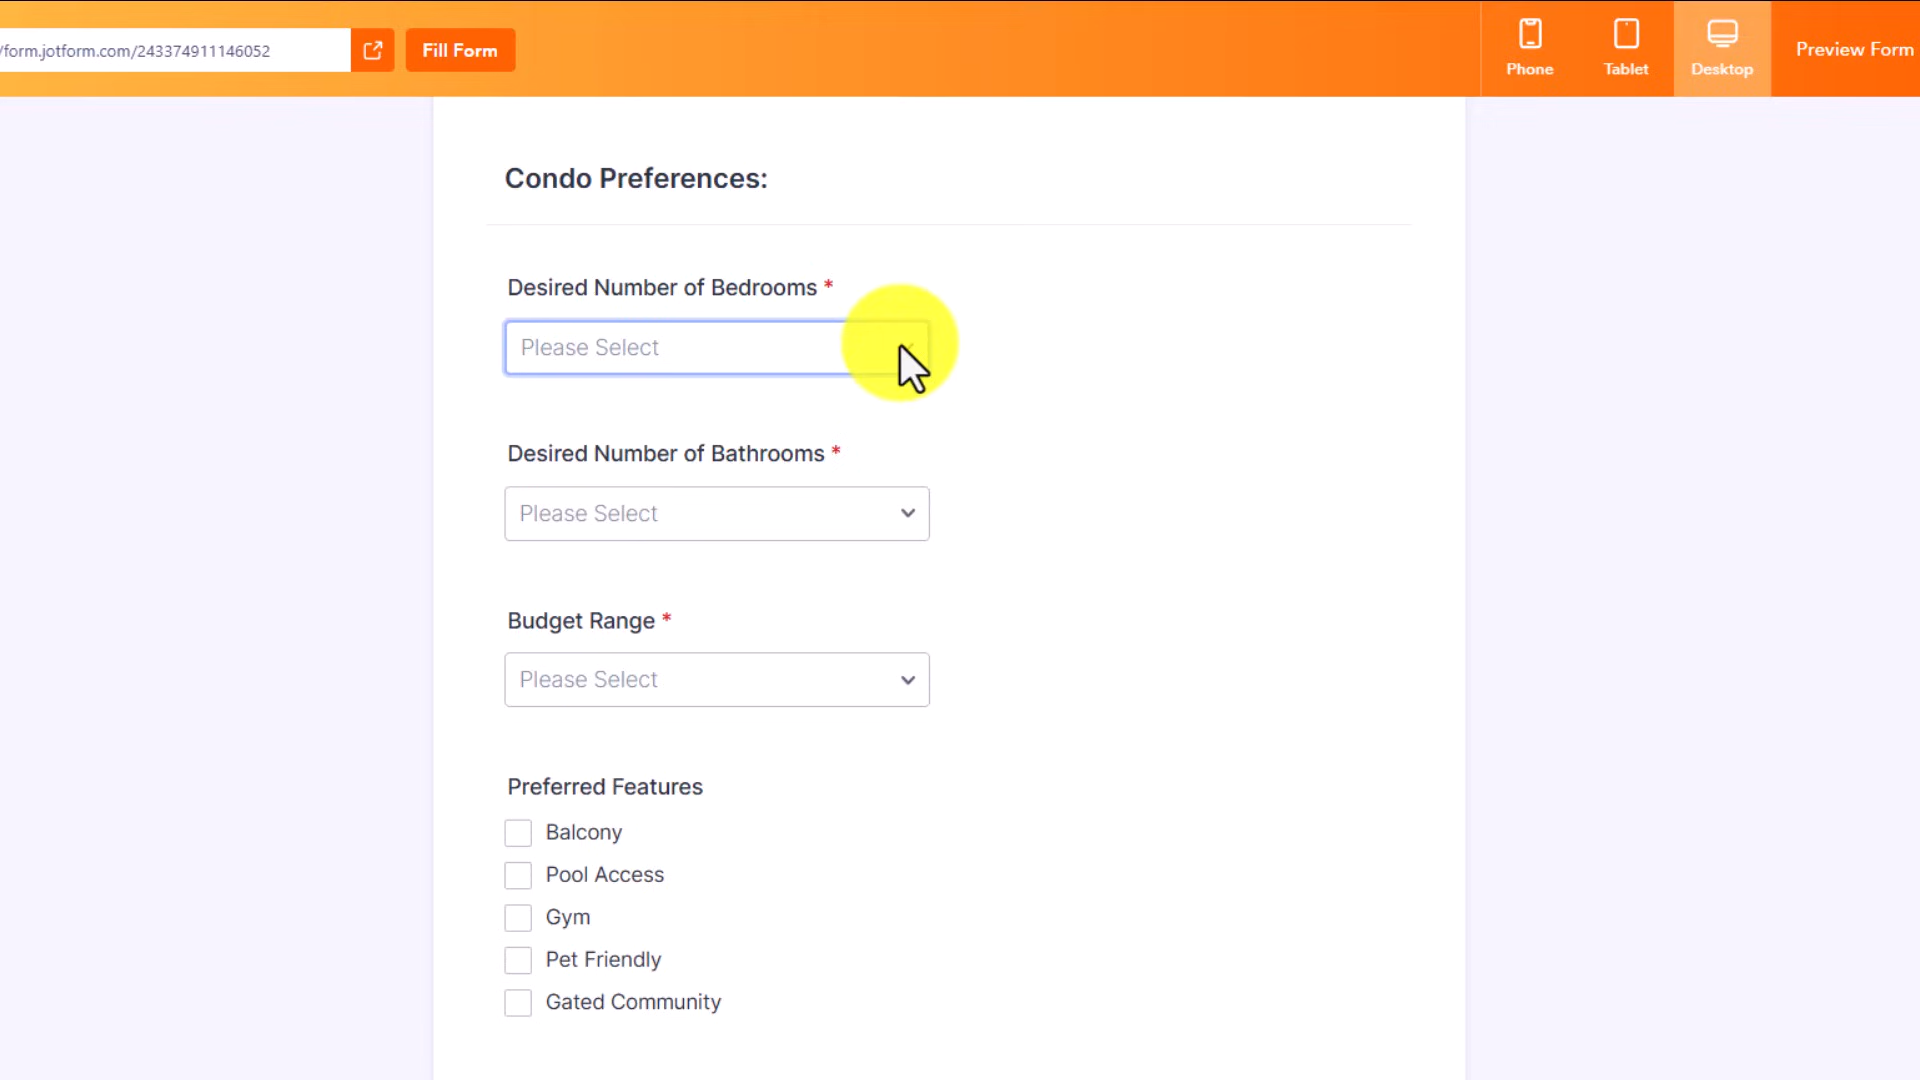 /form.jotform.com/243374911146052
Fill Form
Phone
Tablet
Desktop
Preview Form
Condo Preferences:
Desired Number of Bedrooms *
Please Select
Desired Number of Bathrooms *
Please Select
Budget Range *
Please Select
Preferred Features
Balcony
Pool Access
Gym
Pet Friendly
Gated Community